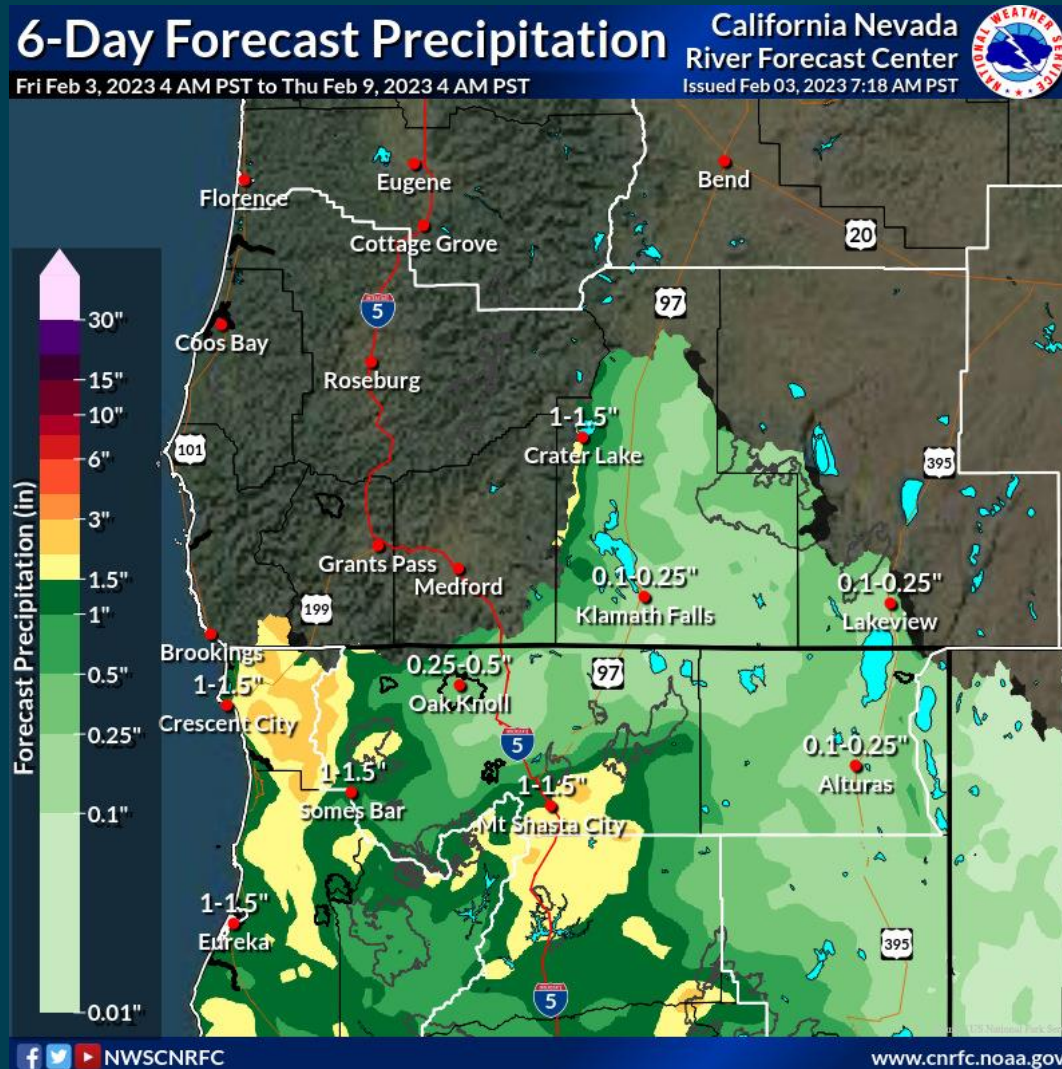 6-Day Forecast Precipitation
Fri Feb 3, 2023 4 AM PST to Thu Feb 9, 2023 4 AM PST
California Nevada
River Forecast Center
Issued Feb 03, 2023 7:18 AM PST
NATIONAL WEATHER SERVICE
Florence
Eugene
Bend
Cottage Grove
20
5
97
Coos Bay
Roseburg
1-1.5"
Crater Lake
101
395
Grants Pass
Medford
199
0.1-0.25"
Klamath Falls
0.1-0.25"
Lakeview
Brookings
1-1.5"
Crescent City
0.25-0.5"
Oak Knoll
97
5
0.1-0.25"
Alturas
1-1.5"
Somes Bar
1-1.5"
Mt Shasta City
1-1.5"
Eureka
395
5
Forecast Precipitation (in)
30"
15"
10"
6"
3"
1.5"
1"
0.5"
0.25"
0.1"
0.01"
NWSCNRFC
www.cnrfc.noaa.gov